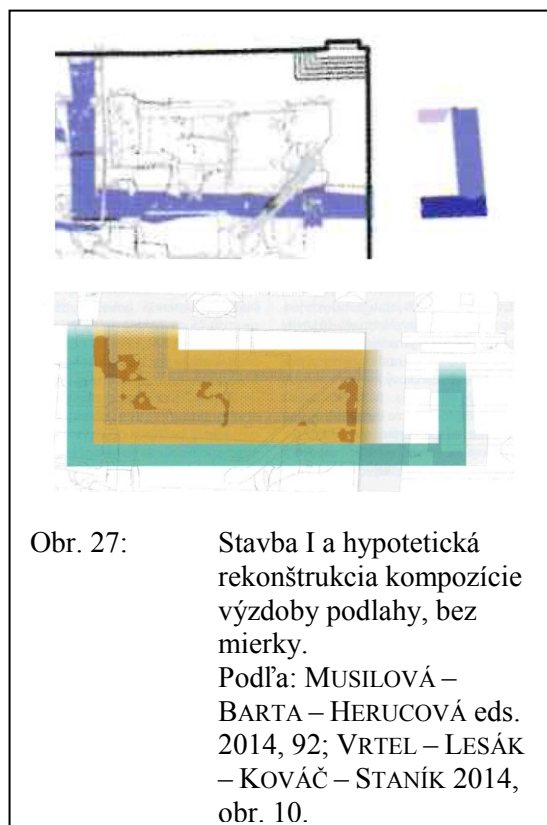 Obr. 27: Stavba I a hypotetická
rekonštrukcia kompozície
výzdoby podlahy, bez
mierky.
Podľa: MUSILOVÁ –
BARTA – HERUCOVÁ eds.
2014, 92; VRTEL – LESÁK
– KOVÁČ – STANÍK 2014,
obr. 10.